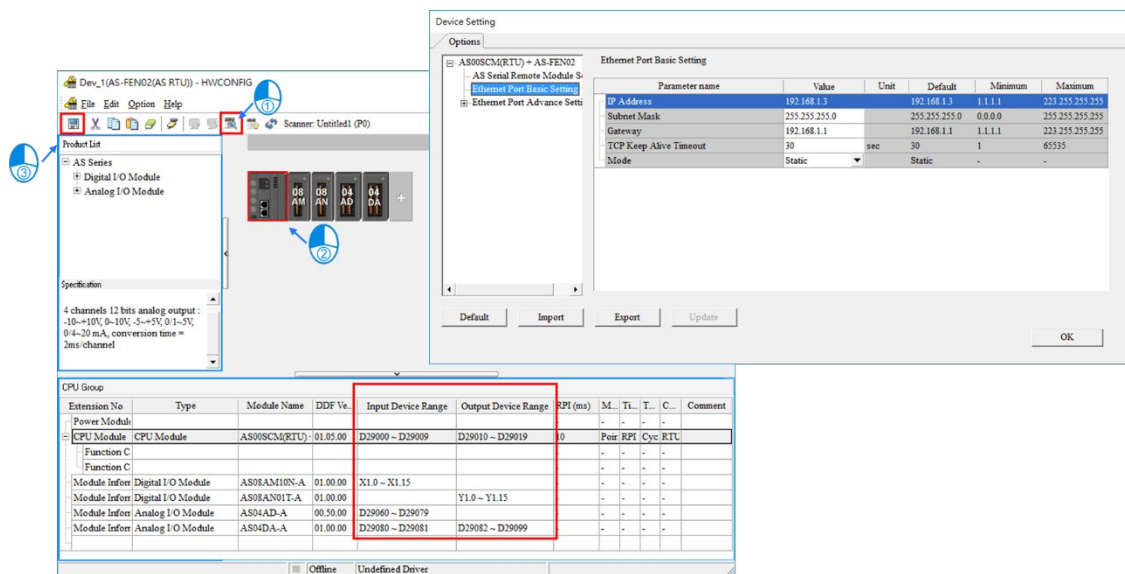 Device Setting
Options
AS00SCM(RTU) + AS-FEN02
AS Serial Remote Module S
Ethernet Port Basic Setting
Ethernet Port Advance Setti
Ethernet Port Basic Setting
Parameter name Value Unit Default Minimum Maximum
IP Address 192.168.1.3 192.168.1.3 1.1.1.1 223.255.255.255
Subnet Mask 255.255.255.0 255.255.255.0 0.0.0.0 255.255.255.255
Gateway 192.168.1.1 192.168.1.1 1.1.1.1 223.255.255.255
TCP Keep Alive Timeout 30 sec 30 1 65535
Mode Static Static - -
Default Import Export Update
OK
Dev_1(AS-FEN02(AS RTU)) - HWCONFIG
①
File Edit Option Help
Scanner: Untitled1 (P0)
③
Product List
AS Series
Digital I/O Module
Analog I/O Module
08 AM
08 AN
04 AD
04 DA
+
②
Specification
4 channels 12 bits analog output :
-10~+10V, 0~10V, -5~+5V, 0/1~5V,
0/4~20 mA, conversion time =
2ms/channel
CPU Group
Extension No Type Module Name DDF Ve... Input Device Range Output Device Range RPI (ms) M... Ti... T... C... Comment
Power Module - - - -
CPU Module CPU Module AS00SCM(RTU) - 01.05.00 D29000 ~ D29009 D29010 ~ D29019 10 Poir RPI Cyc RTU
Function C - - - -
Function C - - - -
Module Inforr Digital I/O Module AS08AM10N-A 01.00.00 X1.0 ~ X1.15 - - - -
Module Inforr Digital I/O Module AS08AN01T-A 01.00.00 Y1.0 ~ Y1.15 - - - -
Module Inforr Analog I/O Module AS04AD-A 00.50.00 D29060 ~ D29079 - - - -
Module Inforr Analog I/O Module AS04DA-A 01.00.00 D29080 ~ D29081 D29082 ~ D29099 - - - -
Offline Undefined Driver